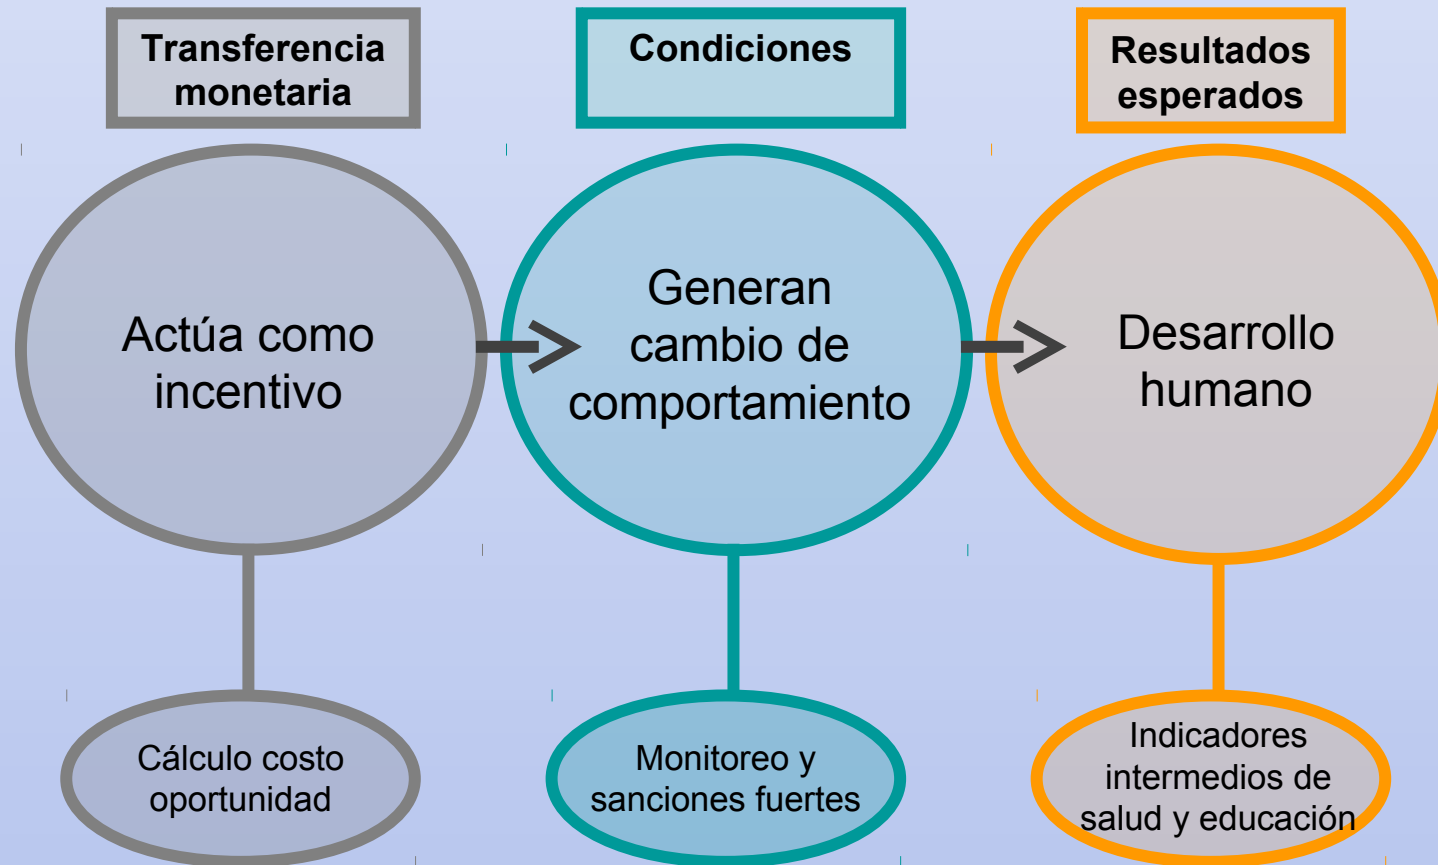 Transferencia
monetaria
Condiciones
Resultados
esperados
Actúa como
incentivo
Generan
cambio de
comportamiento
Desarrollo
humano
Cálculo costo
oportunidad
Monitoreo y
sanciones fuertes
Indicadores
intermedios de
salud y educación